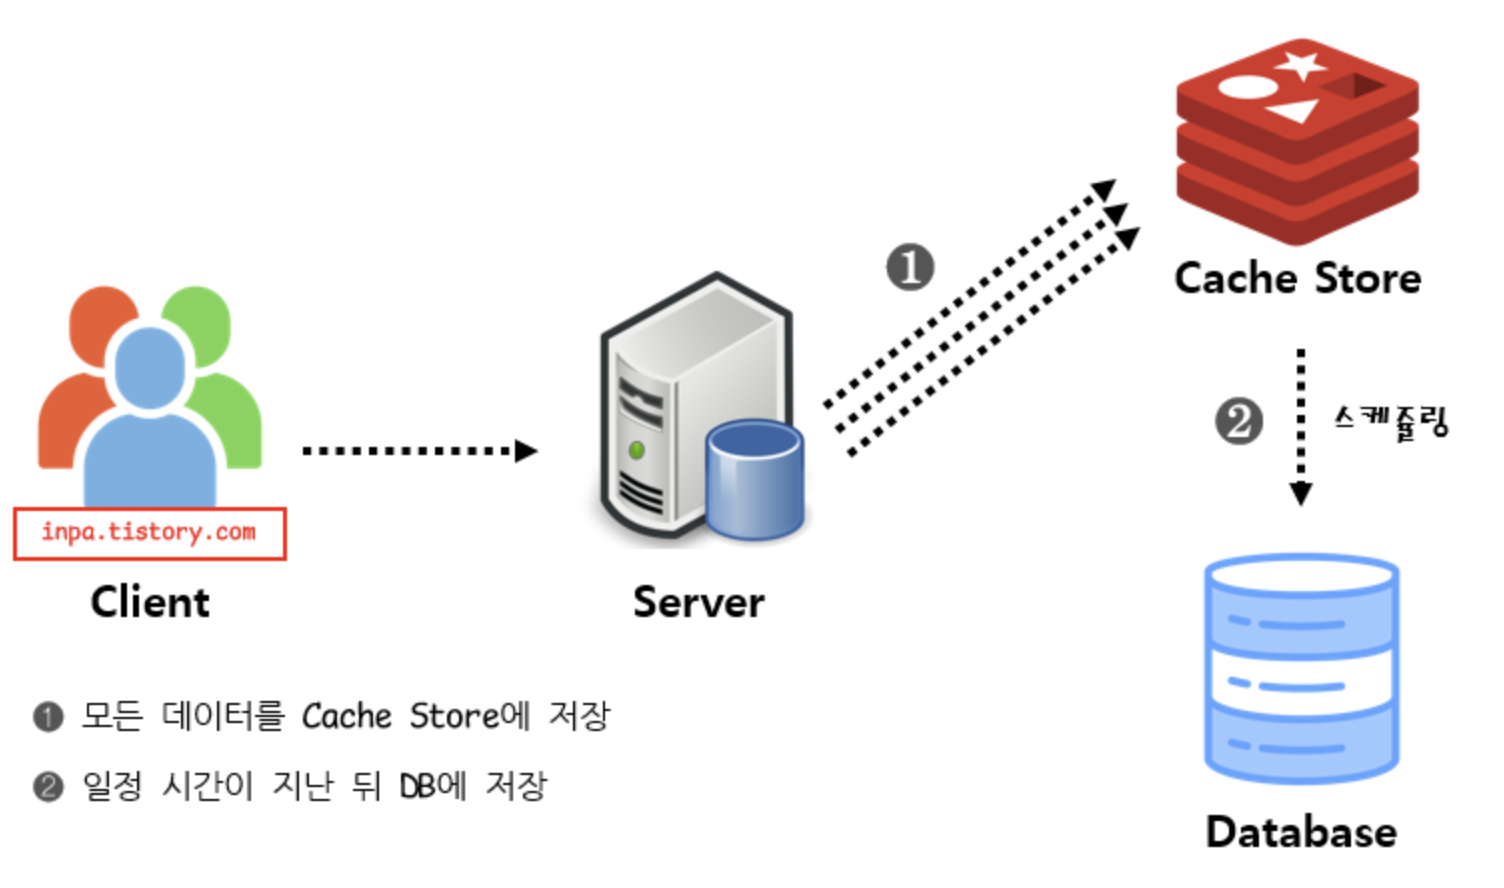 Cache Store
❶
❷ 스케쥴링
inpa.tistory.com
Client
Server
Database
❶ 모든 데이터를 Cache Store에 저장
❷ 일정 시간이 지난 뒤 DB에 저장